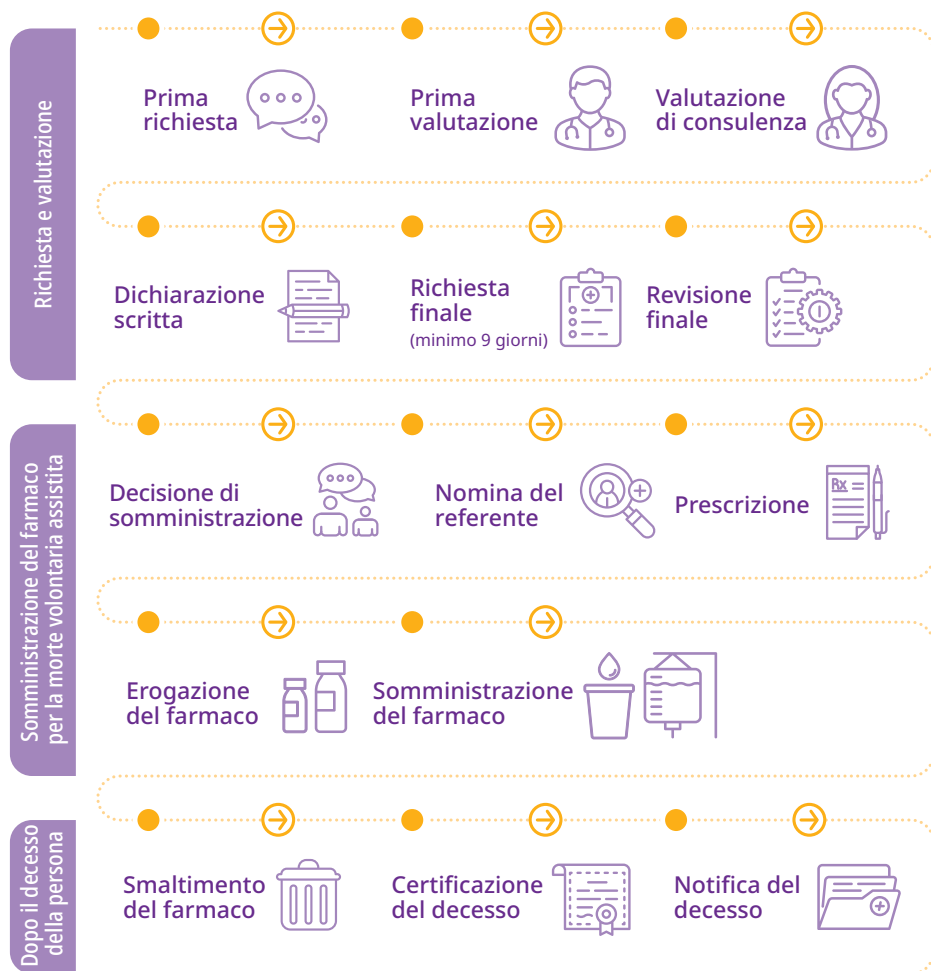 Richiesta e valutazione
Prima
richiesta
Prima
valutazione
Valutazione
di consulenza
Dichiarazione
scritta
Richiesta
finale
(minimo 9 giorni)
Revisione
finale
Somministrazione del farmaco
per la morte volontaria assistita
Decisione di
somministrazione
Nomina del
referente
Prescrizione
Rx
Erogazione
del farmaco
Somministrazione
del farmaco
Dopo il decesso
della persona
Smaltimento
del farmaco
Certificazione
del decesso
Notifica del
decesso